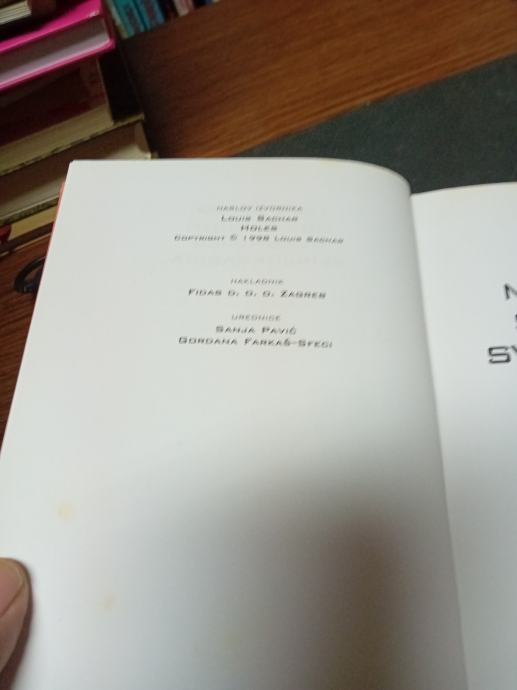 NASLOV IZVORNIKA
LOUIS SACHAR
HOLES
COPYRIGHT © 1998 LOUIS SACHAR
NAKLADNIK
FIDAS D. O. O. ZAGREB
UREDNICE
SANJA PAVIĆ
GORDANA FARKAŠ-SFECI